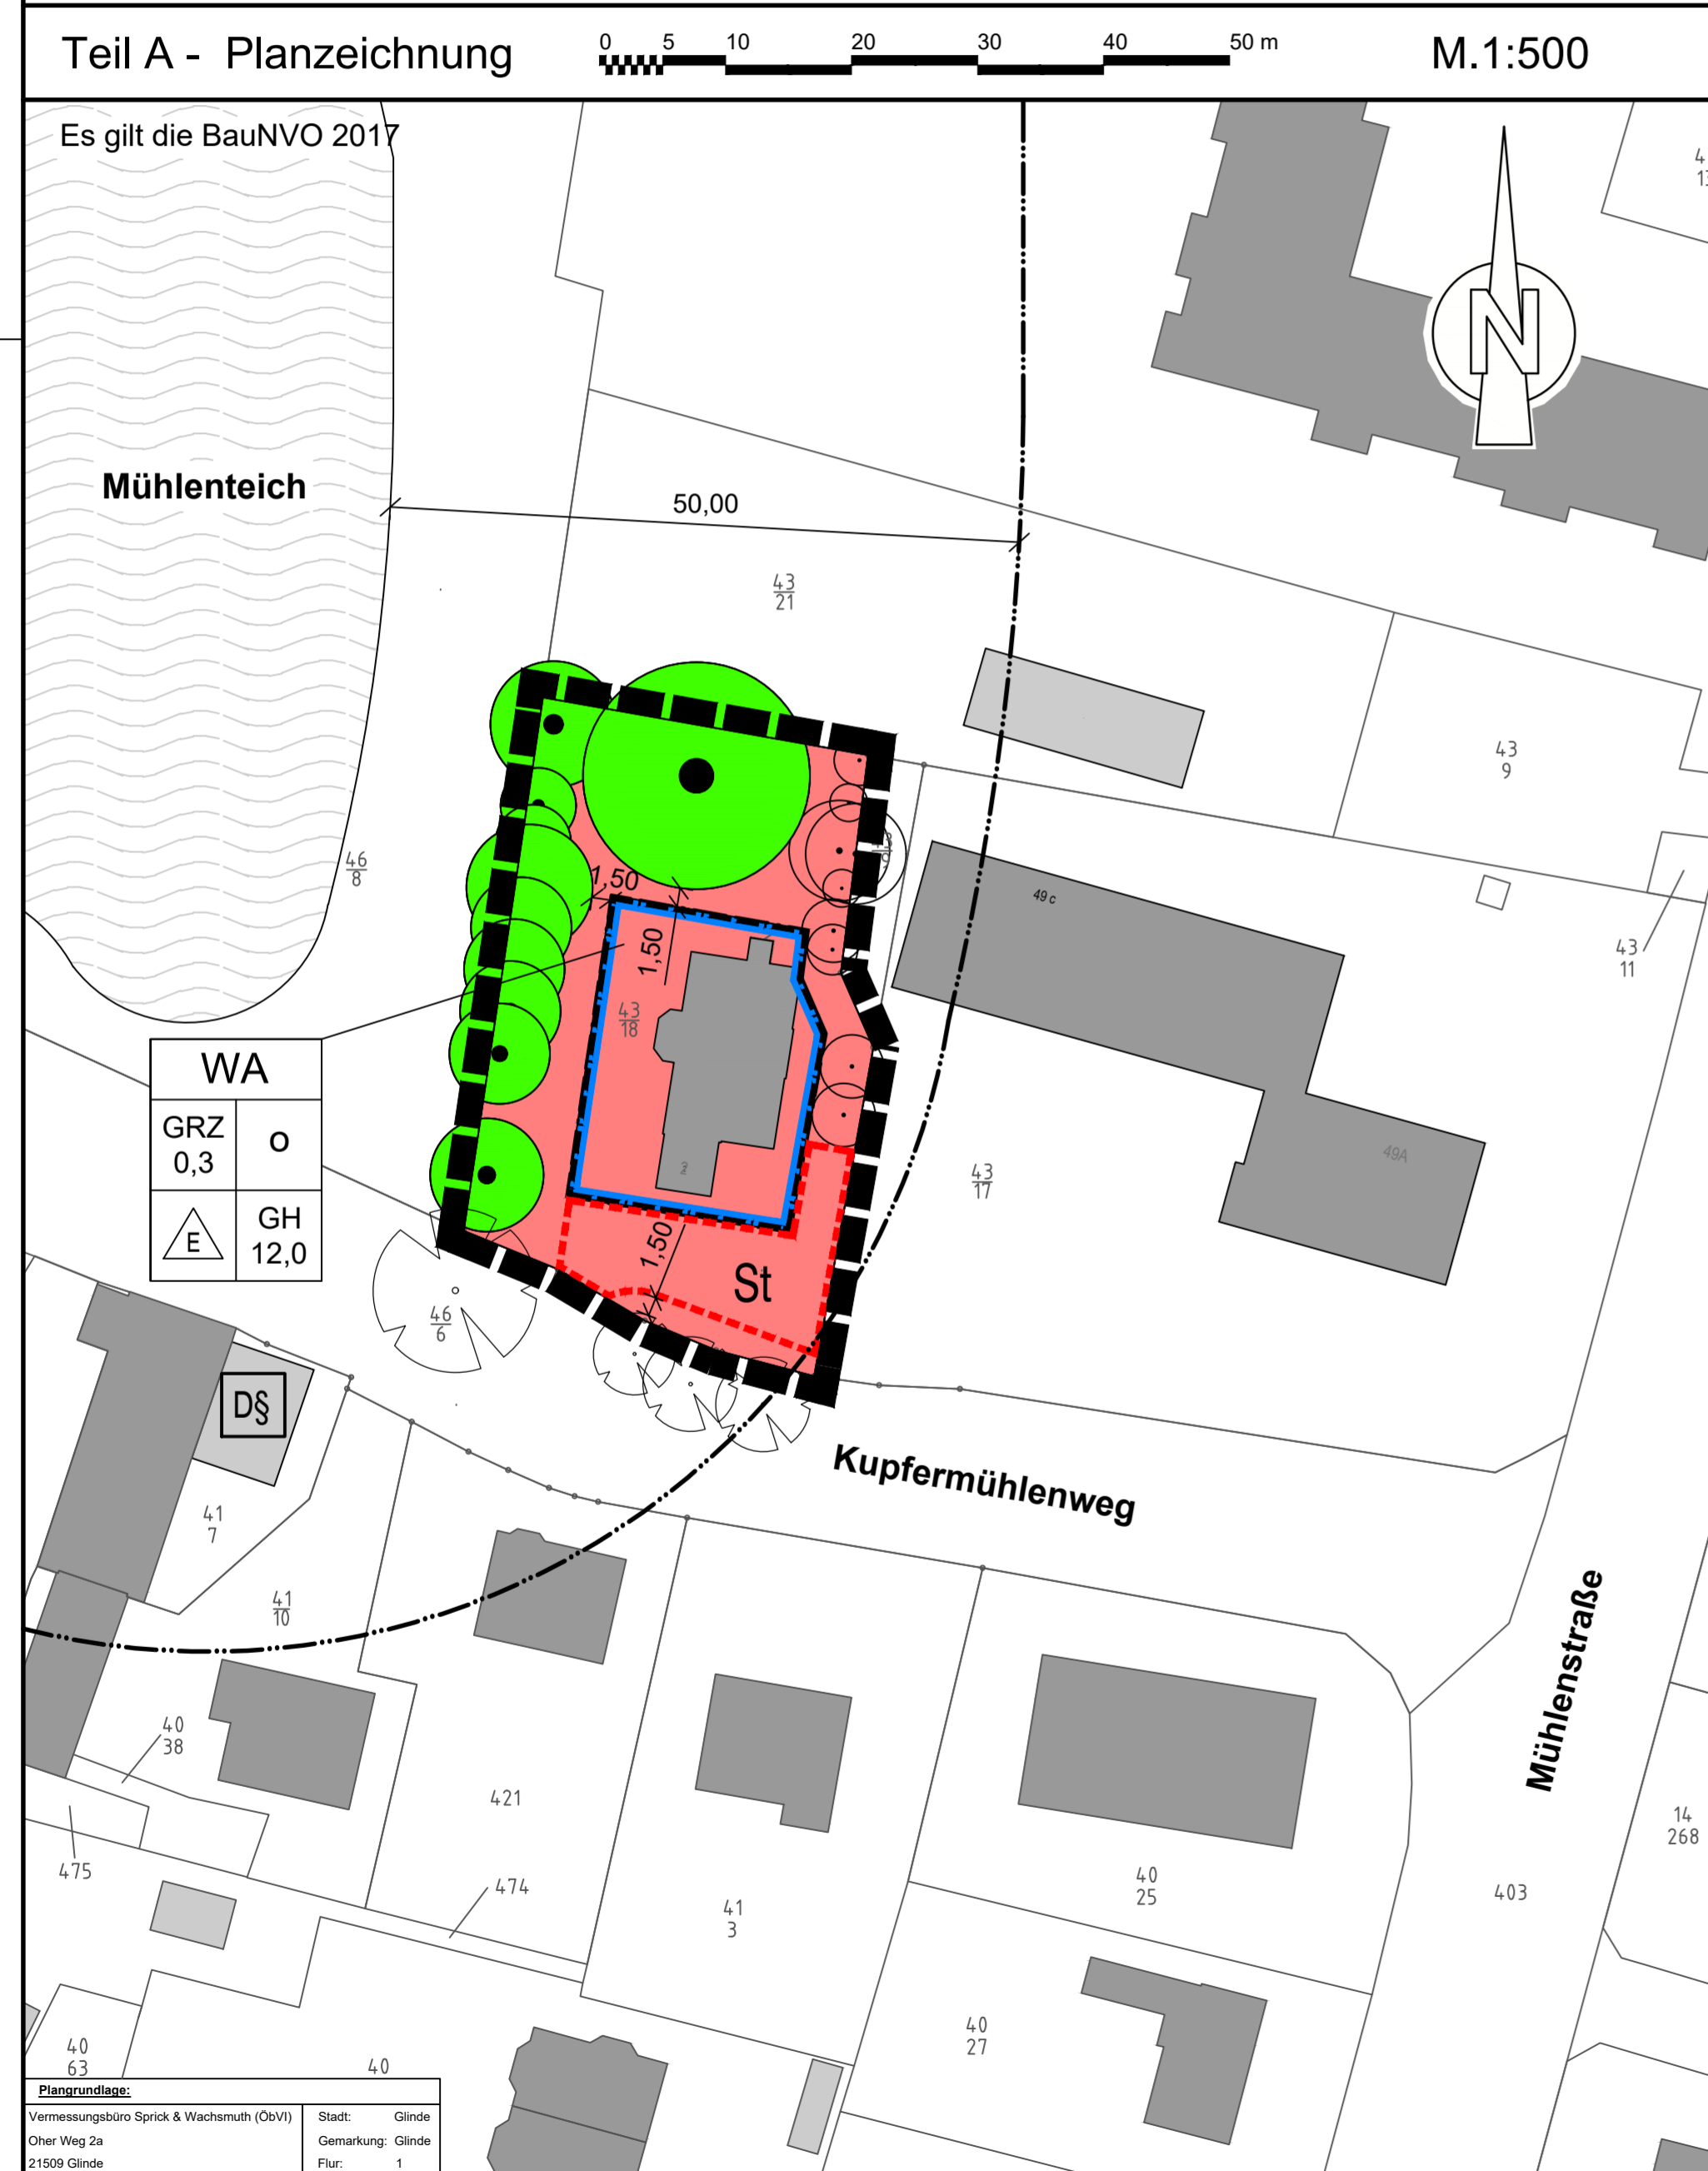 Teil A - Planzeichnung
0 5 10 20 30 40 50 m
M.1:500
Es gilt die BauNVO 2017
N
Mühlenteich
50,00
43
21
43
9
46
8
1,50
1,50
49 c
43
11
43
18
WA
GRZ
0,3
o
E
GH
12,0
49A
43
17
2
1,50
St
46
6
D§
Kupfermühlenweg
41
7
41
10
Mühlenstraße
40
38
421
14
268
475
474
40
25
403
41
3
40
27
40
63
40
Plangrundlage:
Vermessungsbüro Sprick & Wachsmuth (ÖbVI)
Oher Weg 2a
21509 Glinde
Stadt: Glinde
Gemarkung: Glinde
Flur: 1